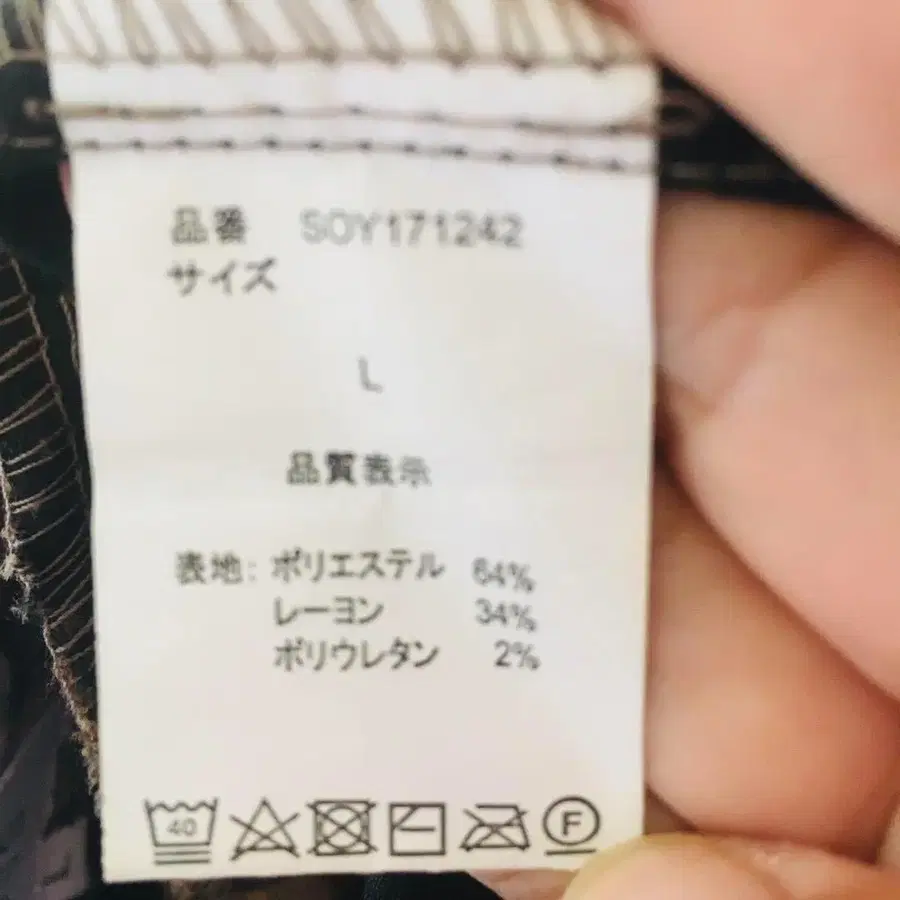 品番 SOY171242
サイズ
L
品質表示
表地: ポリエステル 64%
レーヨン 34%
ポリウレタン 2%
40 F